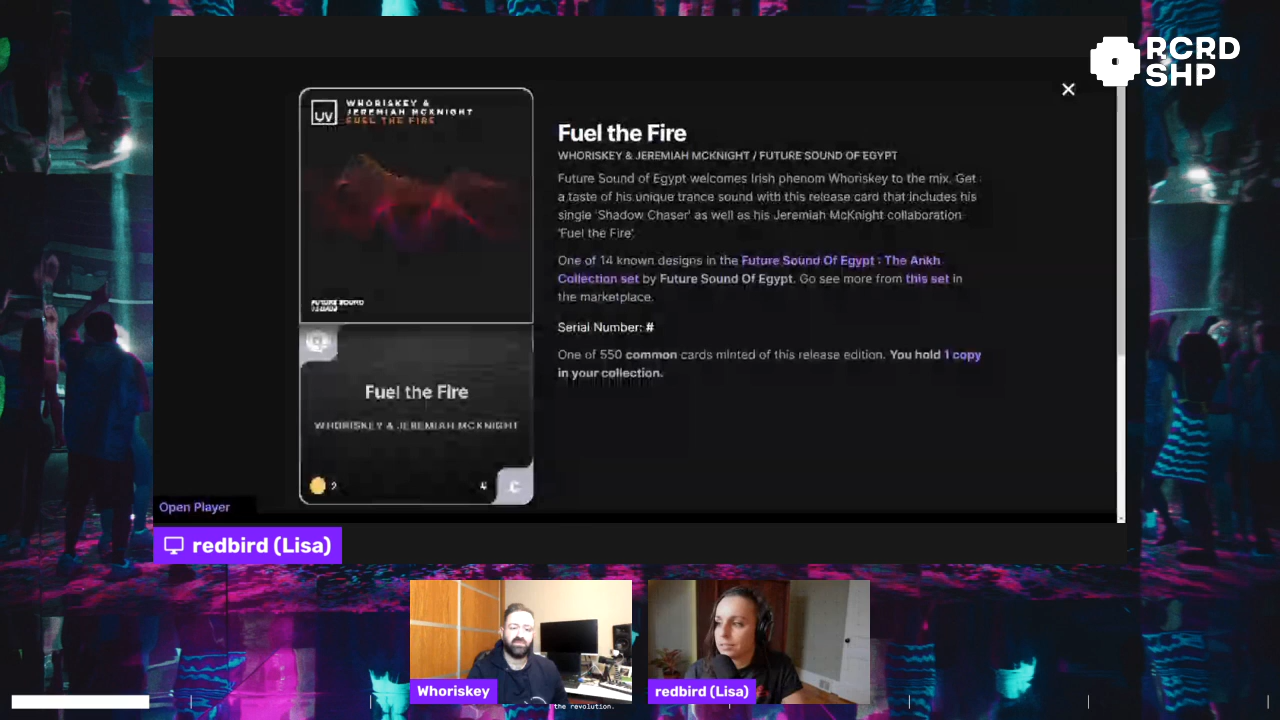 RCRD
SHP
WHORISKEY &
JEREMIAH MCKNIGHT
FUEL THE FIRE
UV
Fuel the Fire
WHORISKEY & JEREMIAH MCKNIGHT / FUTURE SOUND OF EGYPT
Future Sound of Egypt welcomes Irish phenom Whoriskey to the mix. Get
a taste of his unique trance sound with this release card that includes his
single 'Shadow Chaser' as well as his Jeremiah McKnight collaboration
'Fuel the Fire'.
One of 14 known designs in the Future Sound Of Egypt : The Ankh
Collection set by Future Sound Of Egypt. Go see more from this set in
the marketplace.
Serial Number: #
One of 550 common cards minted of this release edition. You hold 1 copy
in your collection.
FUTURE SOUND
Fuel the Fire
WHORISKEY & JEREMIAH MCKNIGHT
2
#
C
Open Player
redbird (Lisa)
Whoriskey
redbird (Lisa)
the revolution.